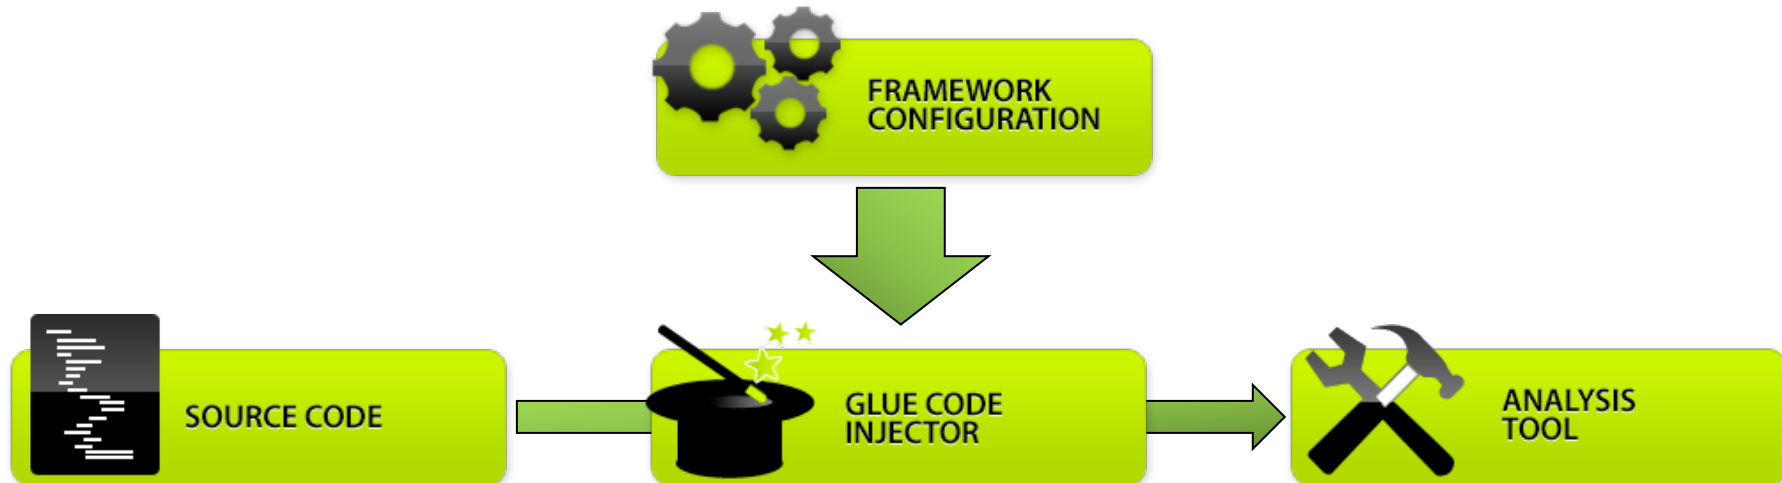 FRAMEWORK
CONFIGURATION
SOURCE CODE
GLUE CODE
INJECTOR
ANALYSIS
TOOL